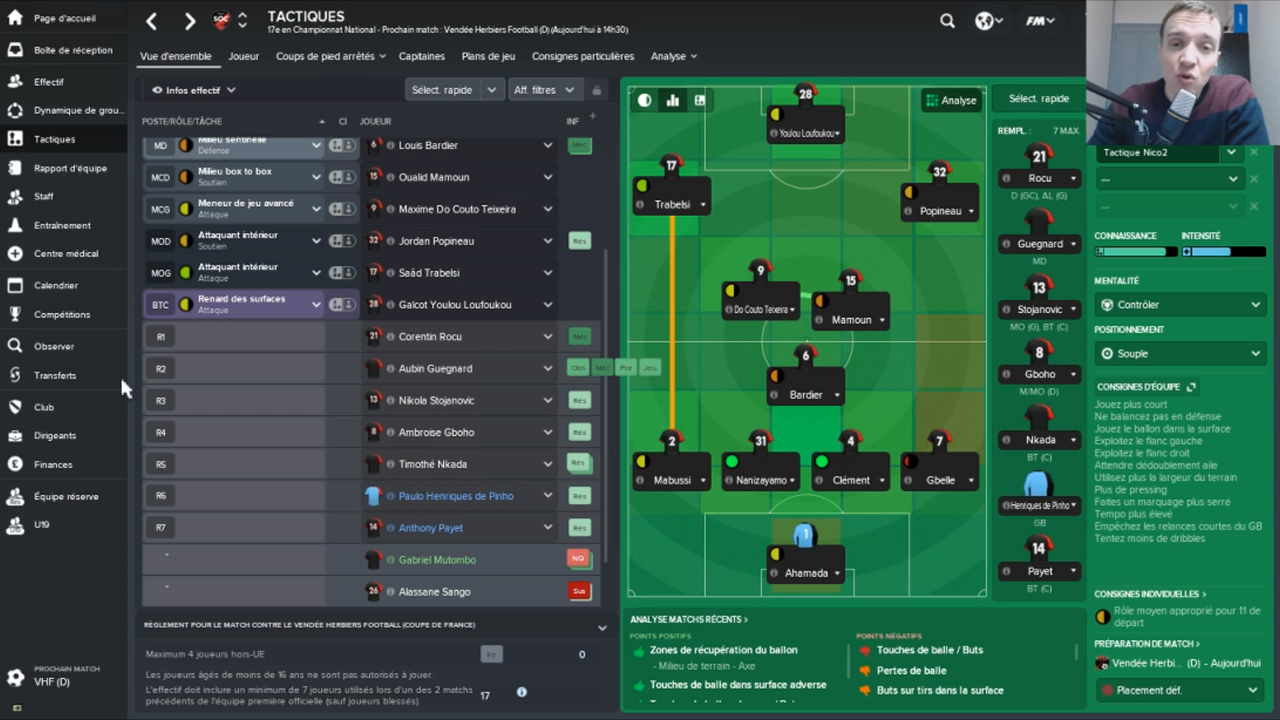 Page d'accueil
Boîte de réception
Effectif
Dynamique de grou...
Tactiques
Rapport d'équipe
Staff
Entraînement
Centre médical
Calendrier
Compétitions
Observer
Transferts
Club
Dirigeants
Finances
Équipe réserve
U19
PROCHAIN MATCH
VHF (D)
TACTIQUES
17e en Championnat National - Prochain match : Vendée Herbiers Football (D) (Aujourd'hui à 14h30)
FM
Vue d'ensemble
Joueur
Coups de pied arrêtés
Capitaines
Plans de jeu
Consignes particulières
Analyse
Infos effectif
Sélect. rapide
Aff. filtres
POSTE/RÔLE/TÂCHE CI JOUEUR INF
MD Milieu sentinelle Louis Bardier Méc
Défense
MCD Milieu box to box 15 Oualid Mamoun
Soutien
MCG Meneur de jeu avancé 9 Maxime Do Couto Teixeira
Attaque
MOD Attaquant intérieur 32 Jordan Popineau Rés
Soutien
MOG Attaquant intérieur 17 Saâd Trabelsi
Attaque
BTC Renard des surfaces 28 Galcot Youlou Loufoukou
Attaque
R1 21 Corentin Rocu Méc
R2 Aubin Guegnard Obs Méc Pré Jeu
R3 13 Nikola Stojanovic Rés
R4 8 Ambroise Gboho Rés
R5 Timothé Nkada Rés
R6 Paulo Henriques de Pinho Rés
R7 14 Anthony Payet Rés
- Gabriel Mutombo NQ
- 26 Alassane Sango Sus
RÈGLEMENT POUR LE MATCH CONTRE LE VENDÉE HERBIERS FOOTBALL (COUPE DE FRANCE)
Maximum 4 joueurs hors-UE 0
Les joueurs âgés de moins de 16 ans ne sont pas autorisés à jouer.
L'effectif doit inclure un minimum de 7 joueurs utilisés lors d'un des 2 matchs 17
précédents de l'équipe première officielle (sauf joueurs blessés).
Analyse
28
Youlou Loufoukou
17
Trabelsi
32
Popineau
9
Do Couto Teixeira
15
Mamoun
6
Bardier
2
Mabussi
31
Nanizayamo
4
Clément
7
Gbelle
1
Ahamada
ANALYSE MATCHS RÉCENTS
POINTS POSITIFS
Zones de récupération du ballon
- Milieu de terrain - Axe
Touches de balle dans surface adverse
POINTS NÉGATIFS
Touches de balle / Buts
Pertes de balle
Buts sur tirs dans la surface
Sélect. rapide
REMPL. : 7 MAX.
21
Rocu
D (GC), AL (G)
Guegnard
MD
13
Stojanovic
MO (G), BT (C)
8
Gboho
M/MO (D)
Nkada
BT (C)
Henriques de Pinho
GB
14
Payet
BT (C)
Tactique Nico2
---
---
CONNAISSANCE INTENSITÉ
MENTALITÉ
Contrôler
POSITIONNEMENT
Souple
CONSIGNES D'ÉQUIPE
Jouez plus court
Ne balancez pas en défense
Jouez le ballon dans la surface
Exploitez le flanc gauche
Exploitez le flanc droit
Attendre dédoublement aile
Utilisez plus la largeur du terrain
Plus de pressing
Faites un marquage plus serré
Tempo plus élevé
Empêchez les relances courtes du GB
Tentez moins de dribbles
CONSIGNES INDIVIDUELLES
Rôle moyen approprié pour 11 de
départ
PRÉPARATION DE MATCH
Vendée Herbi... (D) - Aujourd'hui
Placement déf.